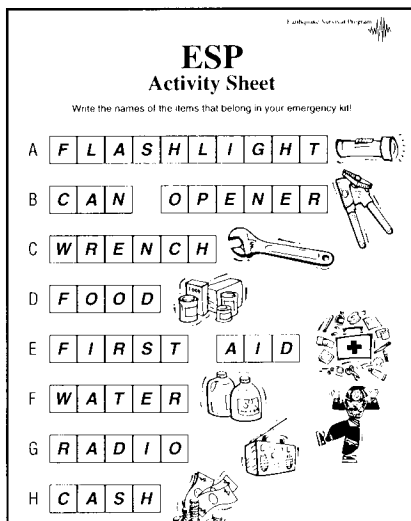 Earthquake Survival Program
ESP
Activity Sheet
Write the names of the items that belong in your emergency kit!
A FLASHLIGHT
B CAN OPENER
C WRENCH
D FOOD
E FIRST AID
F WATER
G RADIO
H CASH